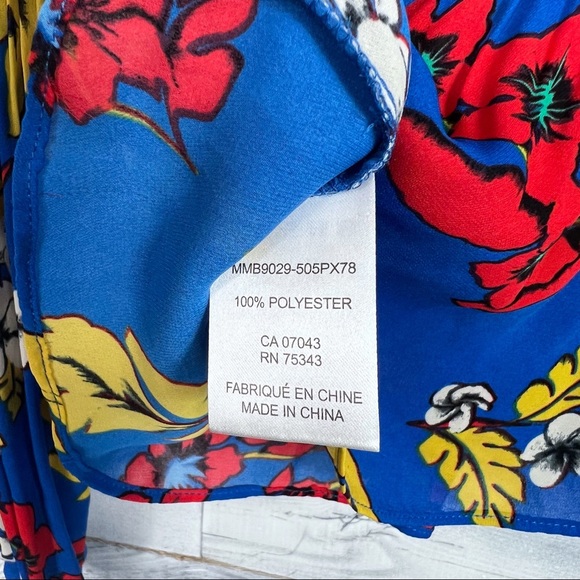 MMB9029-505PX78
100% POLYESTER
CA 07043
RN 75343
FABRIQUÉ EN CHINE
MADE IN CHINA